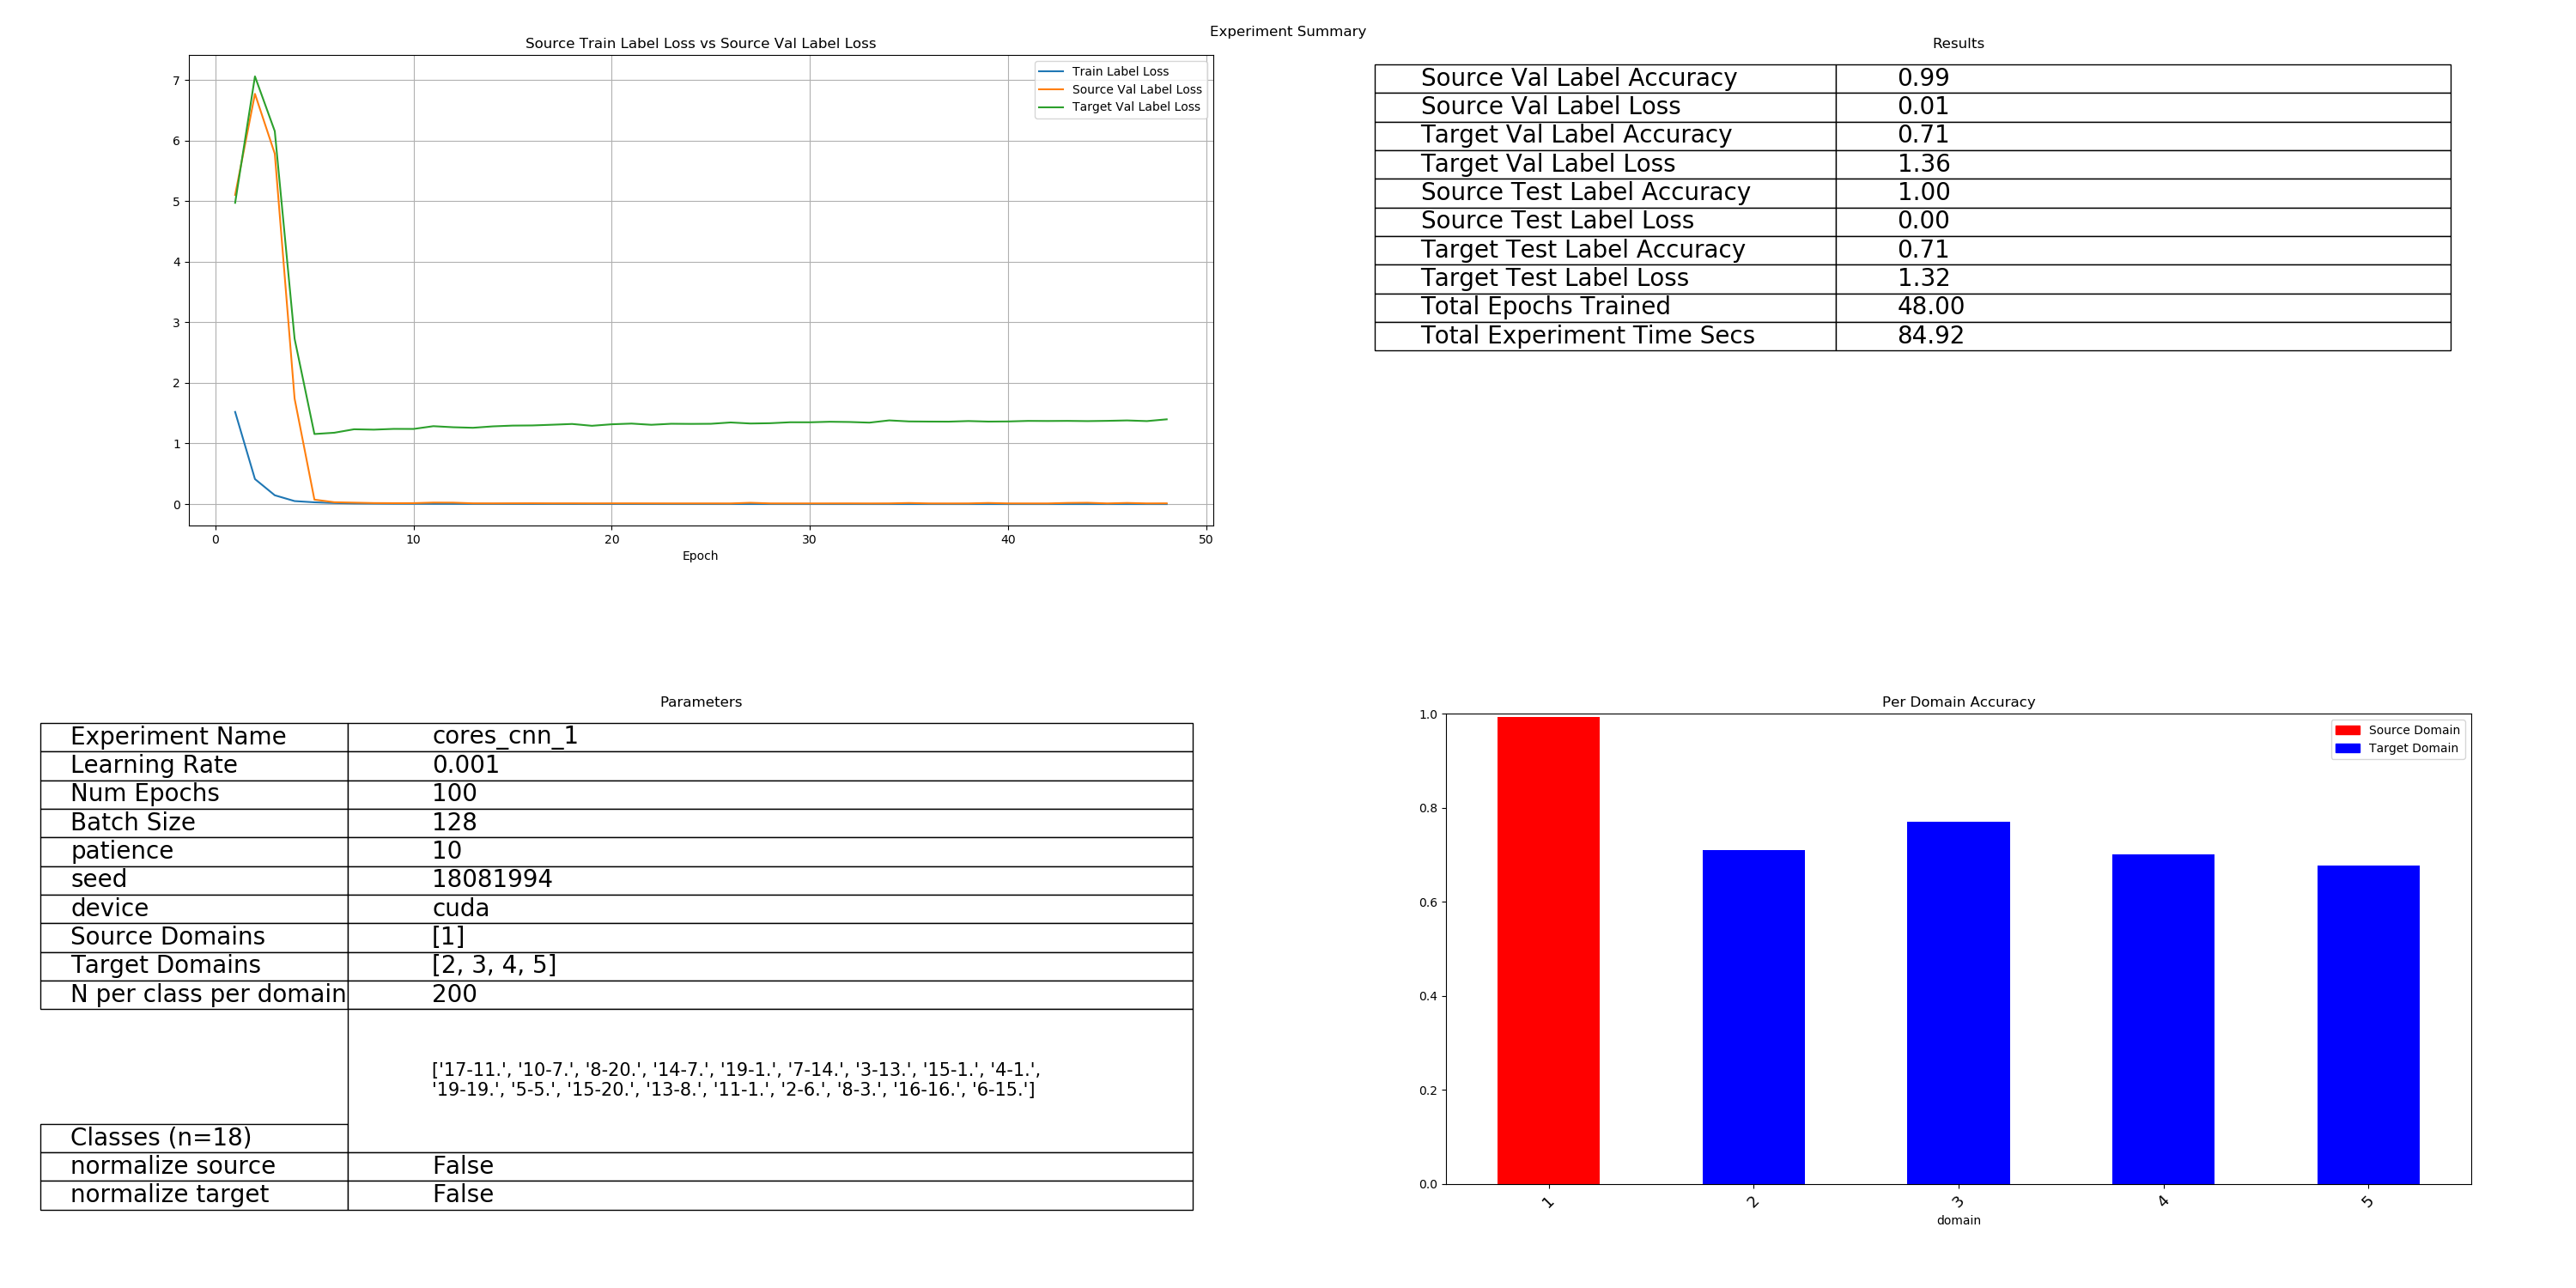 Experiment Summary
Source Train Label Loss vs Source Val Label Loss
7
6
5
4
3
2
1
0
0 10 20 30 40 50
Epoch
Train Label Loss
Source Val Label Loss
Target Val Label Loss
Results
Source Val Label Accuracy 0.99
Source Val Label Loss 0.01
Target Val Label Accuracy 0.71
Target Val Label Loss 1.36
Source Test Label Accuracy 1.00
Source Test Label Loss 0.00
Target Test Label Accuracy 0.71
Target Test Label Loss 1.32
Total Epochs Trained 48.00
Total Experiment Time Secs 84.92
Parameters
Experiment Name cores_cnn_1
Learning Rate 0.001
Num Epochs 100
Batch Size 128
patience 10
seed 18081994
device cuda
Source Domains [1]
Target Domains [2, 3, 4, 5]
N per class per domain 200
['17-11.', '10-7.', '8-20.', '14-7.', '19-1.', '7-14.', '3-13.', '15-1.', '4-1.',
'19-19.', '5-5.', '15-20.', '13-8.', '11-1.', '2-6.', '8-3.', '16-16.', '6-15.']
Classes (n=18)
normalize source False
normalize target False
Per Domain Accuracy
1.0
0.8
0.6
0.4
0.2
0.0
1 2 3 4 5
domain
Source Domain
Target Domain